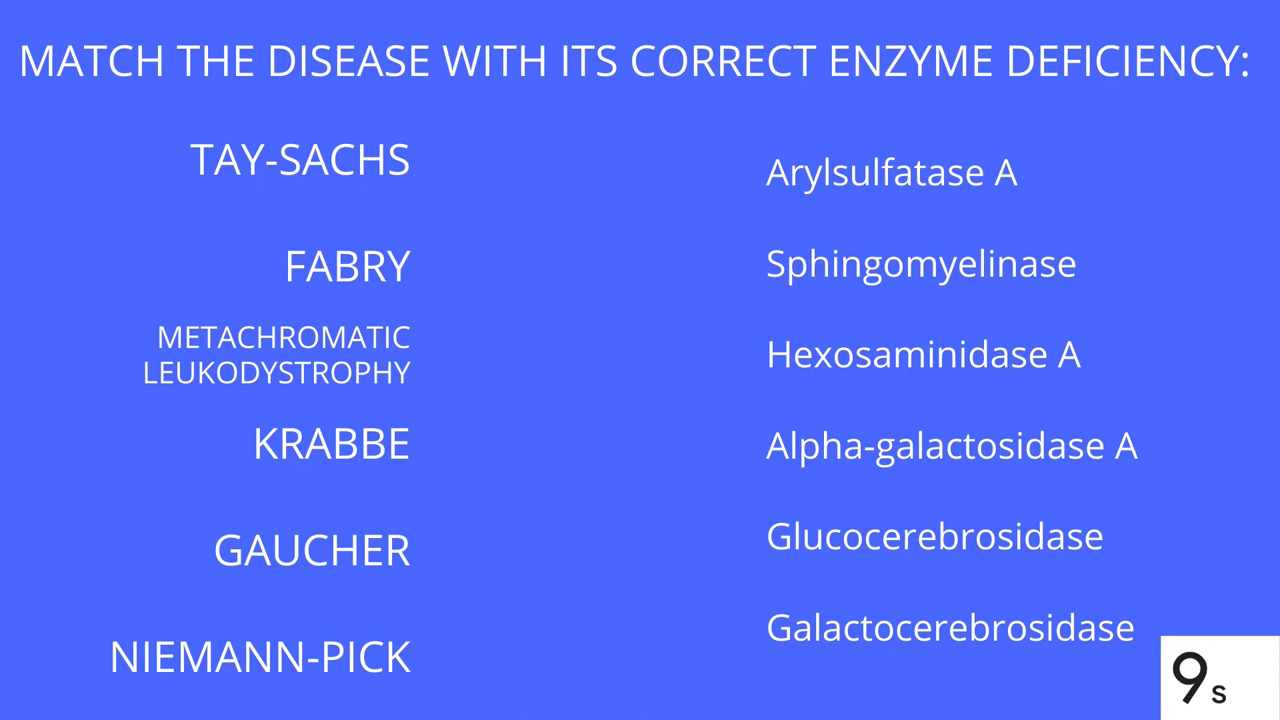 MATCH THE DISEASE WITH ITS CORRECT ENZYME DEFICIENCY:
TAY-SACHS
FABRY
METACHROMATIC
LEUKODYSTROPHY
KRABBE
GAUCHER
NIEMANN-PICK
Arylsulfatase A
Sphingomyelinase
Hexosaminidase A
Alpha-galactosidase A
Glucocerebrosidase
Galactocerebrosidase
9s